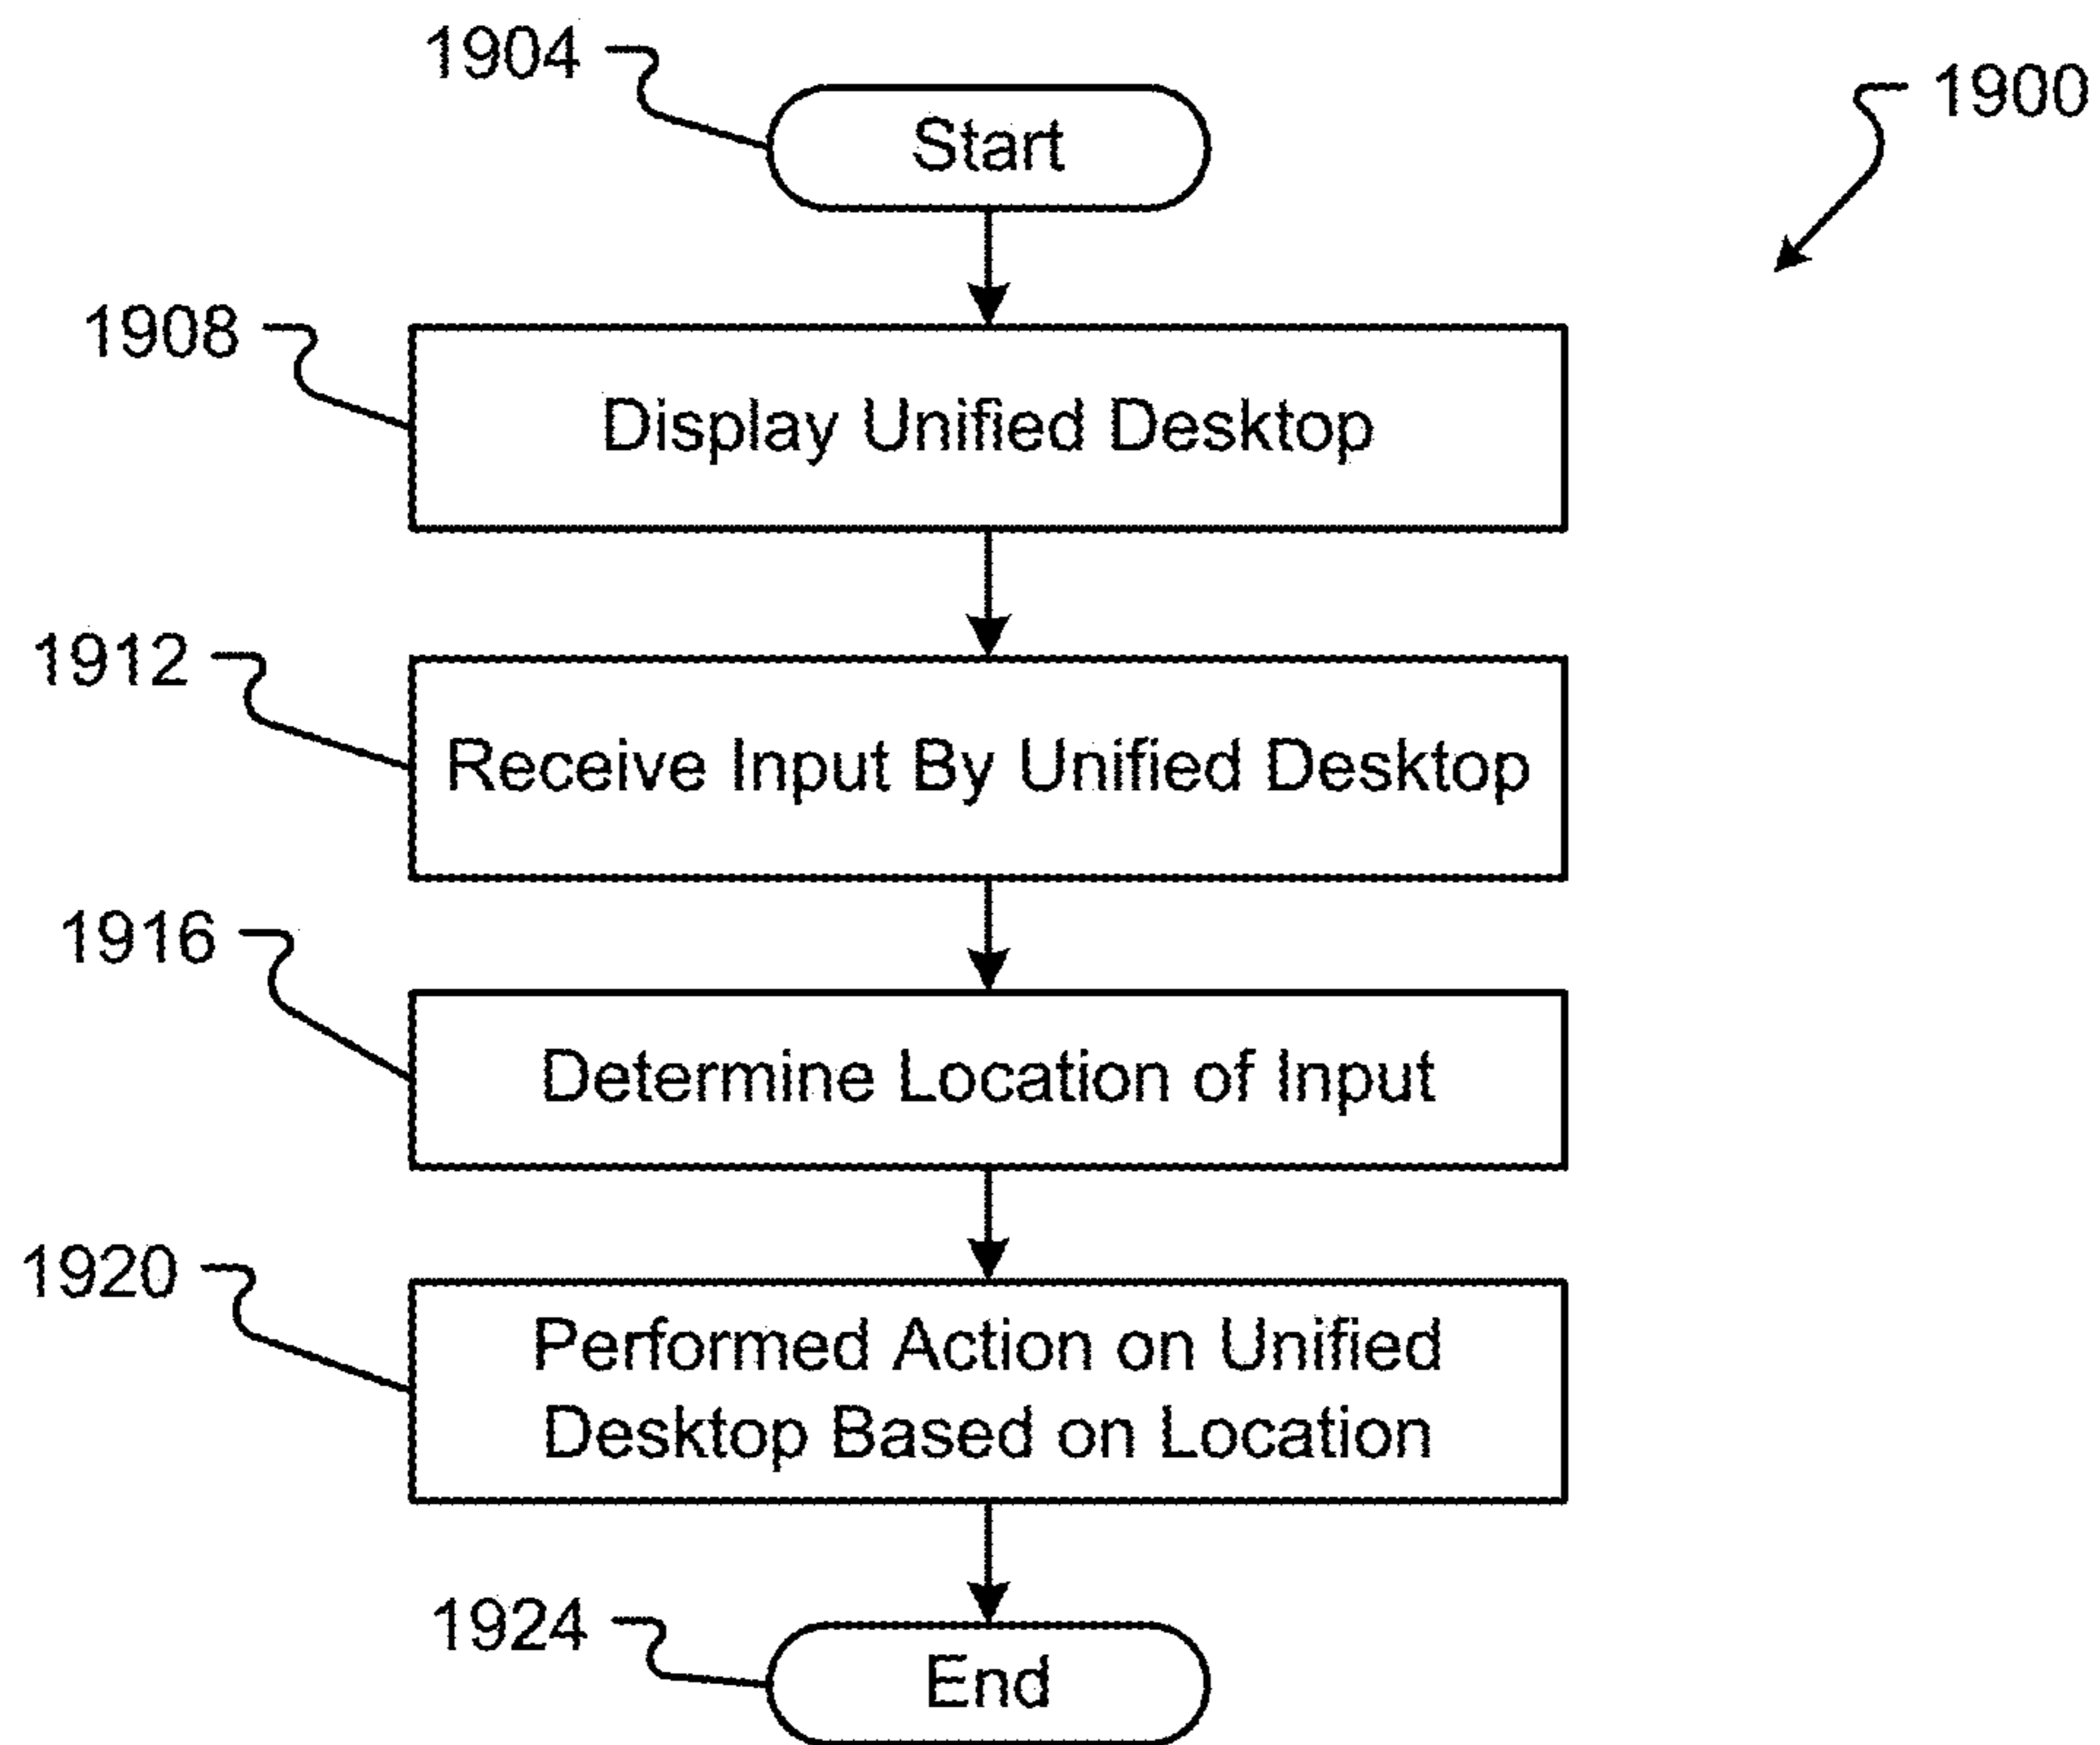 1904
Start
1900
1908
Display Unified Desktop
1912
Receive Input By Unified Desktop
1916
Determine Location of Input
1920
Performed Action on Unified
Desktop Based on Location
1924
End